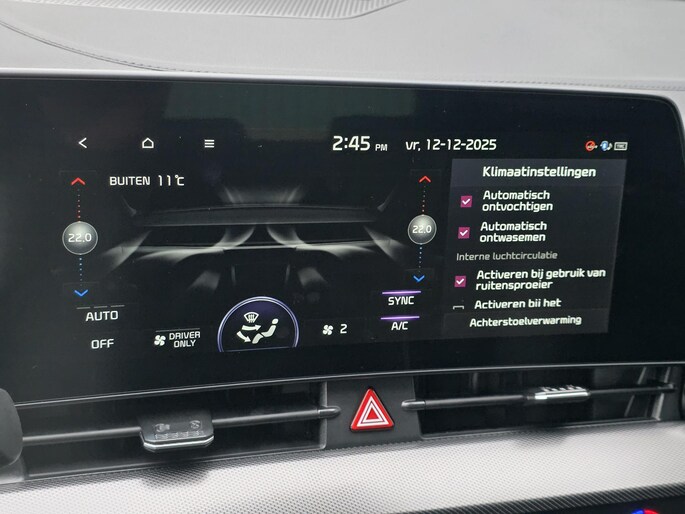 2:45 PM vr, 12-12-2025
BUITEN 11°C
Klimaatinstellingen
Automatisch
ontvochtigen
Automatisch
ontwasemen
Interne luchtcirculatie
Activeren bij gebruik van
ruitensproeier
Activeren bij het
Achterstoelverwarming
22.0
22.0
AUTO
OFF
DRIVER
ONLY
2
SYNC
A/C